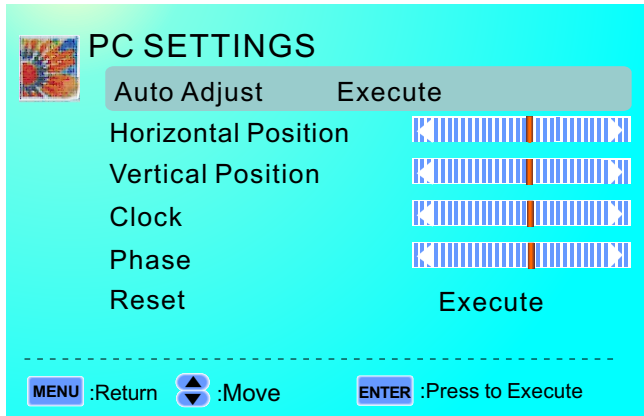 PC SETTINGS
Auto Adjust Execute
Horizontal Position
Vertical Position
Clock
Phase
Reset Execute
MENU :Return :Move ENTER :Press to Execute